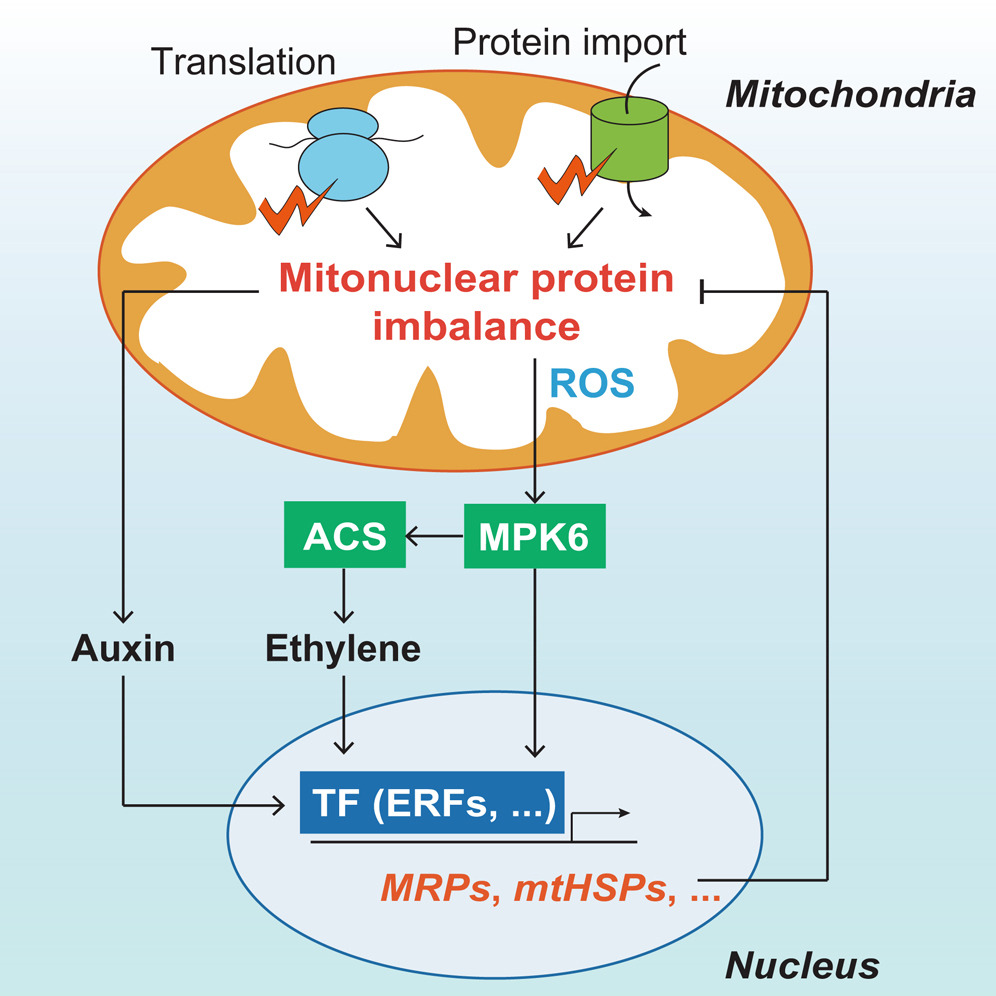 Translation
Protein import
Mitochondria
Mitonuclear protein
imbalance
ROS
ACS
MPK6
Auxin
Ethylene
TF (ERFs, ...)
MRPs, mtHSPs, ...
Nucleus